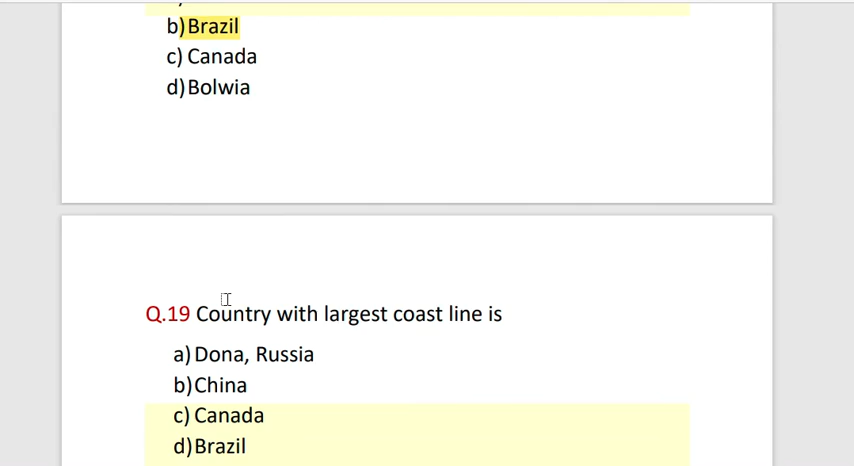 b) Brazil
c) Canada
d) Bolwia
Q.19 Country with largest coast line is
a) Dona, Russia
b) China
c) Canada
d) Brazil